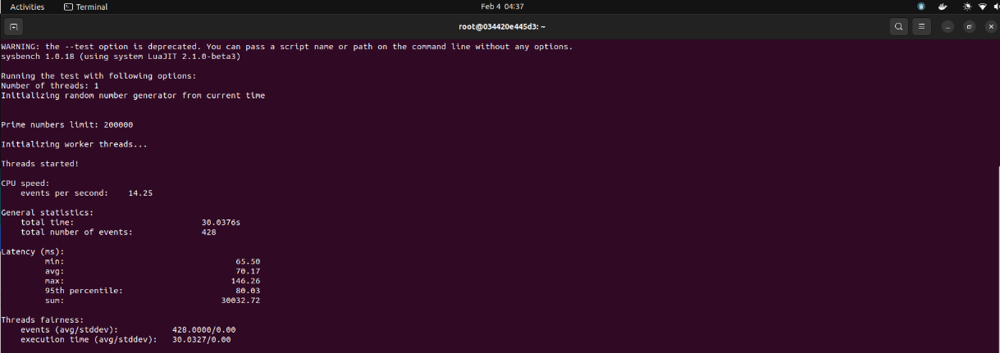 Activities Terminal Feb 4 04:37
root@034420e445d3: ~
WARNING: the --test option is deprecated. You can pass a script name or path on the command line without any options.
sysbench 1.0.18 (using system LuaJIT 2.1.0-beta3)
Running the test with following options:
Number of threads: 1
Initializing random number generator from current time
Prime numbers limit: 200000
Initializing worker threads...
Threads started!
CPU speed:
events per second: 14.25
General statistics:
total time: 30.0376s
total number of events: 428
Latency (ms):
min: 65.50
avg: 70.17
max: 146.26
95th percentile: 80.03
sum: 30032.72
Threads fairness:
events (avg/stddev): 428.0000/0.00
execution time (avg/stddev): 30.0327/0.00